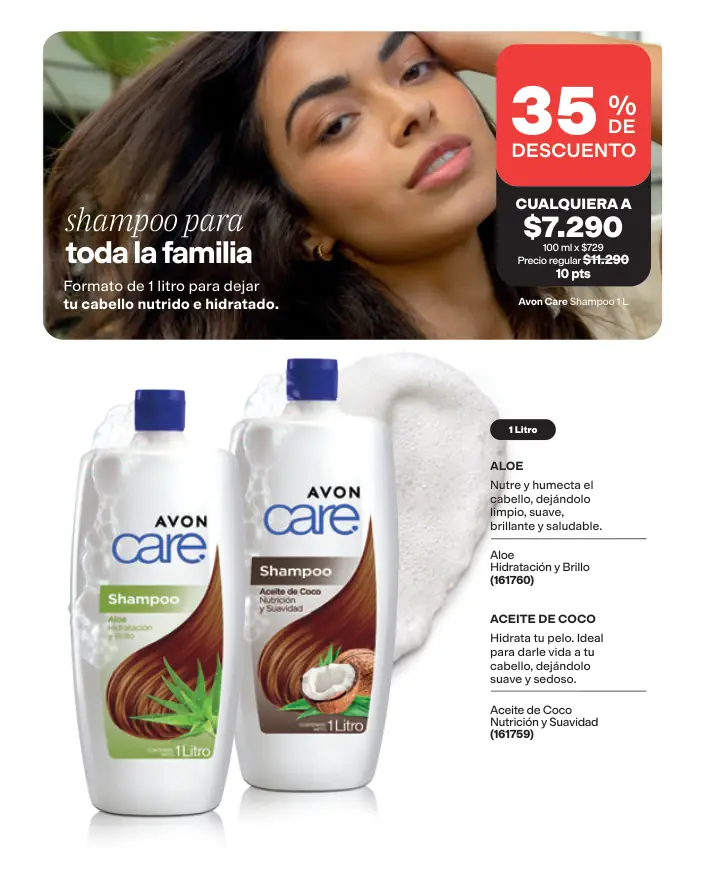 35 %
DE
DESCUENTO
CUALQUIERA A
$7.290
100 ml x $729
Precio regular $11.290
10 pts
Avon Care Shampoo 1 L
shampoo para
toda la familia
Formato de 1 litro para dejar
tu cabello nutrido e hidratado.
AVON
care
Shampoo
Aloe
Hidratación
y Brillo
CONTENIDO
NETO
1 Litro
AVON
care
Shampoo
Aceite de Coco
Nutrición
y Suavidad
CONTENIDO
NETO
1 Litro
1 Litro
ALOE
Nutre y humecta el
cabello, dejándolo
limpio, suave,
brillante y saludable.
Aloe
Hidratación y Brillo
(161760)
ACEITE DE COCO
Hidrata tu pelo. Ideal
para darle vida a tu
cabello, dejándolo
suave y sedoso.
Aceite de Coco
Nutrición y Suavidad
(161759)